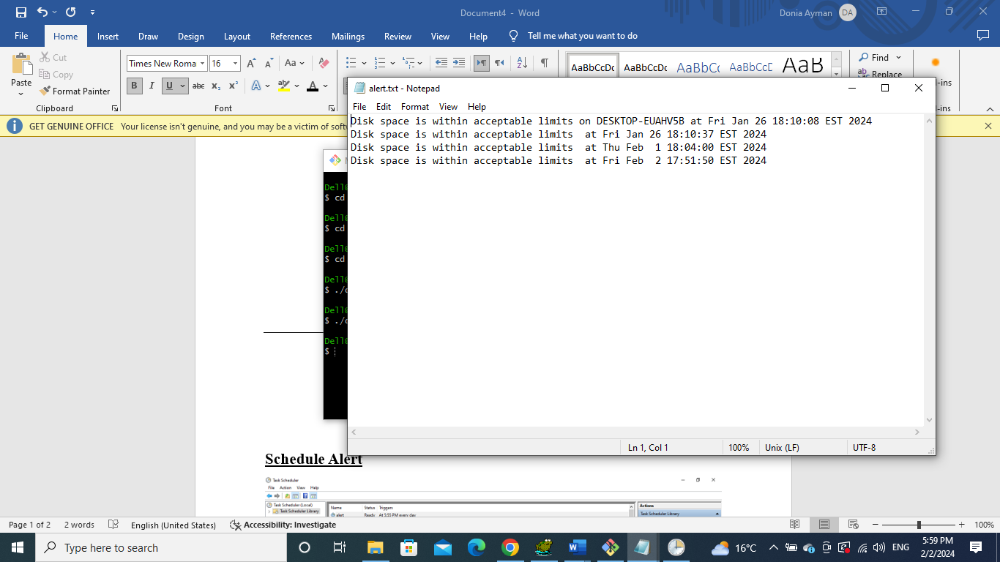 Document4 - Word
Donia Ayman
DA
File
Home
Insert
Draw
Design
Layout
References
Mailings
Review
View
Help
Tell me what you want to do
Paste
Cut
Copy
Format Painter
Clipboard
Times New Roma
16
Aa
B I U abc x₂ x²
A
Font
AaBbCcDc
AaBbCcDc
AaBbC
AaBbCcD
AaB
Find
Replace
GET GENUINE OFFICE Your license isn't genuine, and you may be a victim of
alert.txt - Notepad
File Edit Format View Help
Disk space is within acceptable limits on DESKTOP-EUAHV5B at Fri Jan 26 18:10:08 EST 2024
Disk space is within acceptable limits  at Fri Jan 26 18:10:37 EST 2024
Disk space is within acceptable limits  at Thu Feb  1 18:04:00 EST 2024
Disk space is within acceptable limits  at Fri Feb  2 17:51:50 EST 2024
Ln 1, Col 1
100%
Unix (LF)
UTF-8
Dell@
$ cd
Dell@
$ cd
Dell@
$ cd
Dell@
$ ./
Dell@
$ ./
Dell@
$
Schedule Alert
Task Scheduler
File Action View Help
Task Scheduler (Local)
Task Scheduler Library
Name Status Triggers
alert Ready At 5:55 PM every day
Actions
Task Scheduler Library
Page 1 of 2
2 words
English (United States)
Accessibility: Investigate
100%
Type here to search
16°C
ENG
5:59 PM
2/2/2024